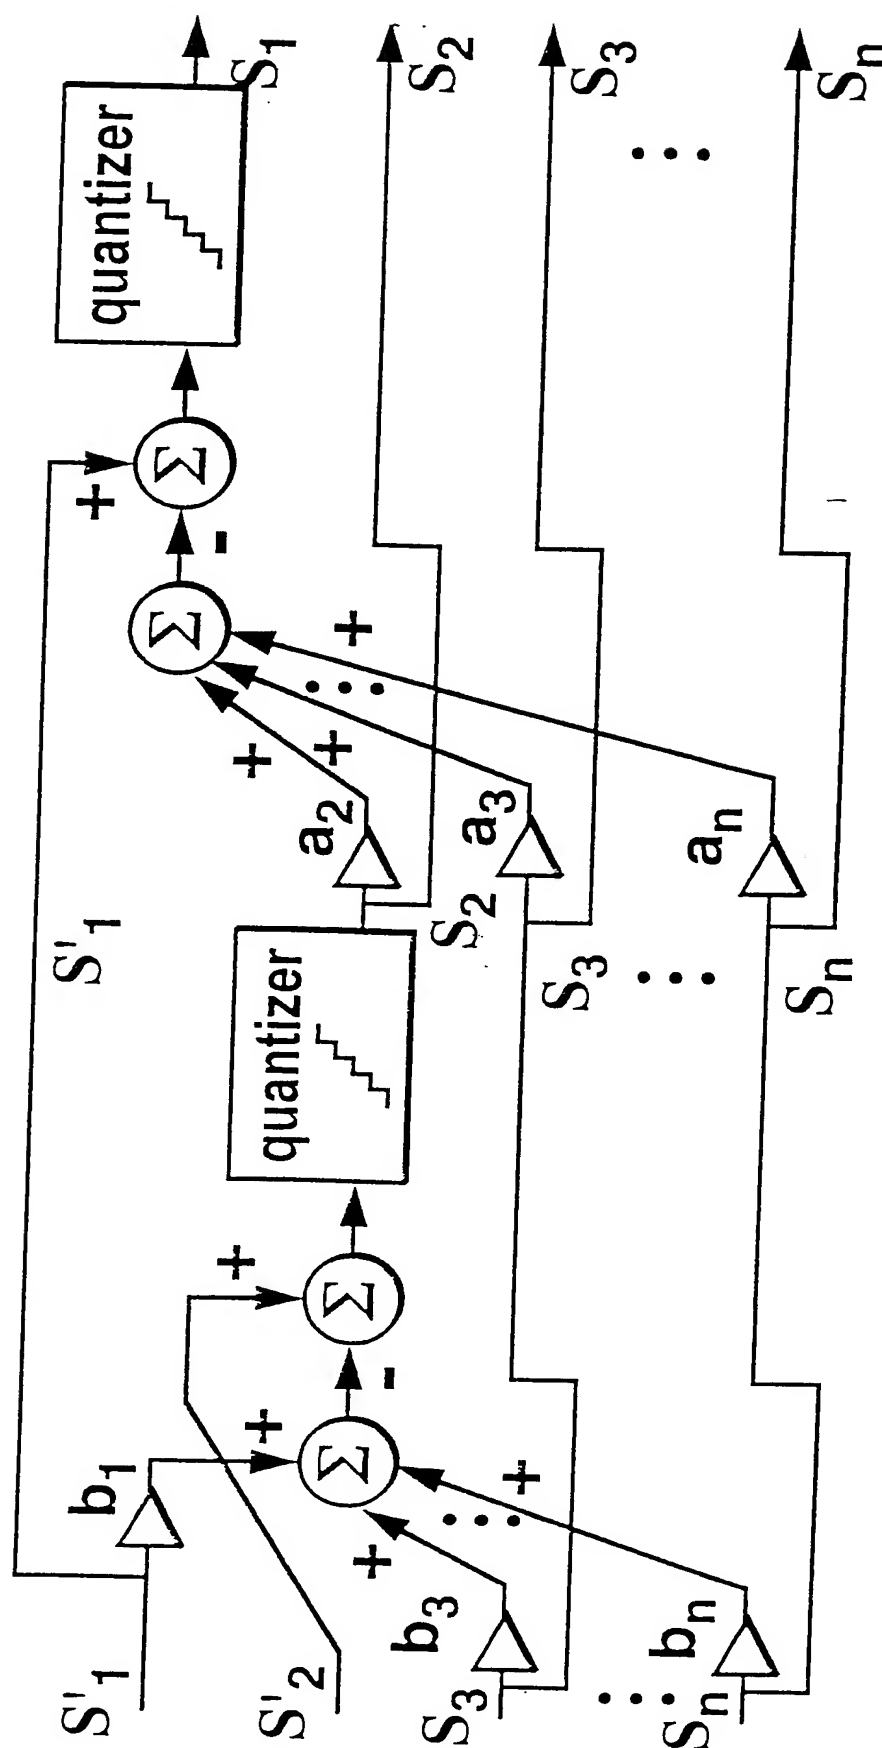 quantizer
S1
S2
S3
Sn
+
Σ
-
Σ
+
+
+
a2
a3
an
S'1
S2
S3
Sn
quantizer
+
Σ
-
Σ
+
+
+
b1
b3
bn
S'1
S'2
S3
Sn